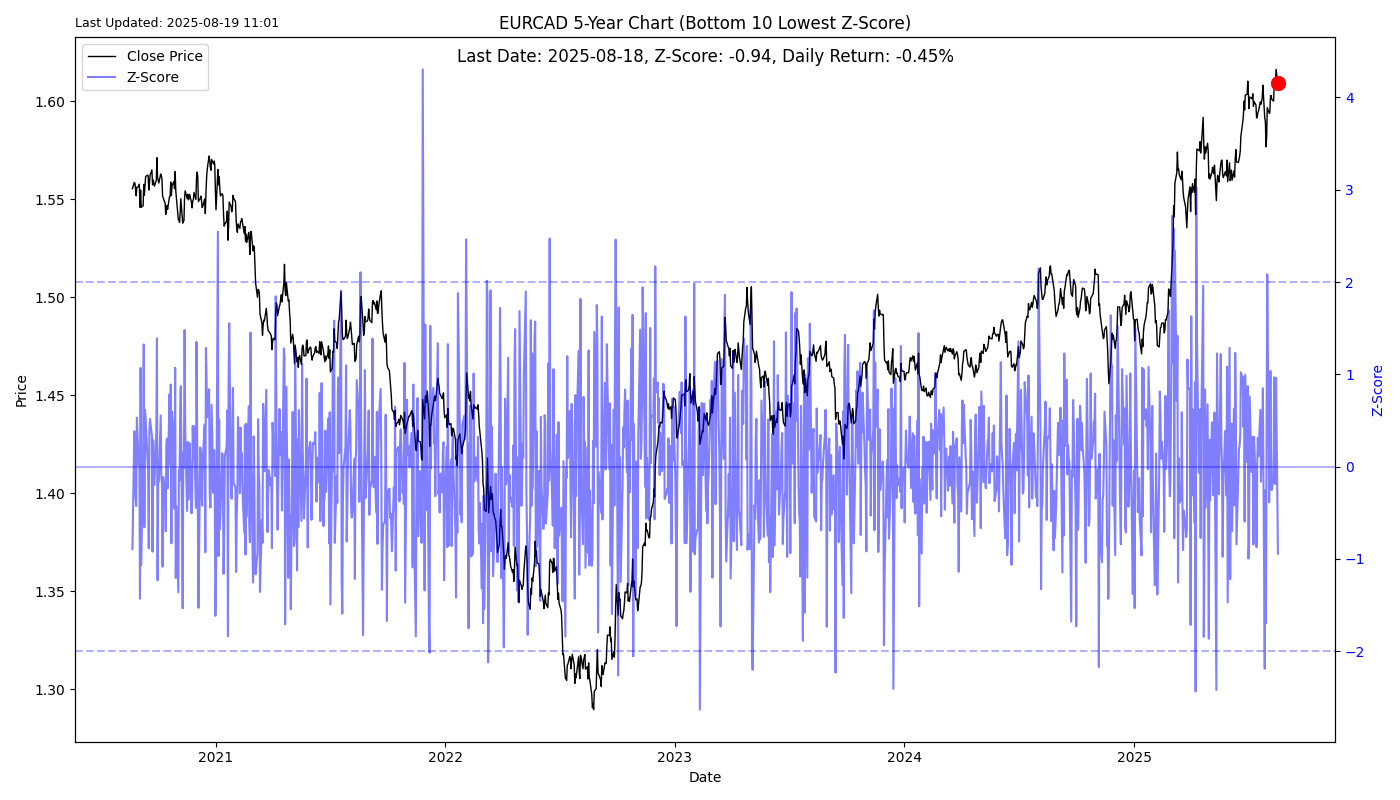 Last Updated: 2025-08-19 11:01
EURCAD 5-Year Chart (Bottom 10 Lowest Z-Score)
Last Date: 2025-08-18, Z-Score: -0.94, Daily Return: -0.45%
Close Price
Z-Score
1.60
1.55
1.50
1.45
1.40
1.35
1.30
Price
4
3
2
1
0
−1
−2
Z-Score
2021
2022
2023
2024
2025
Date